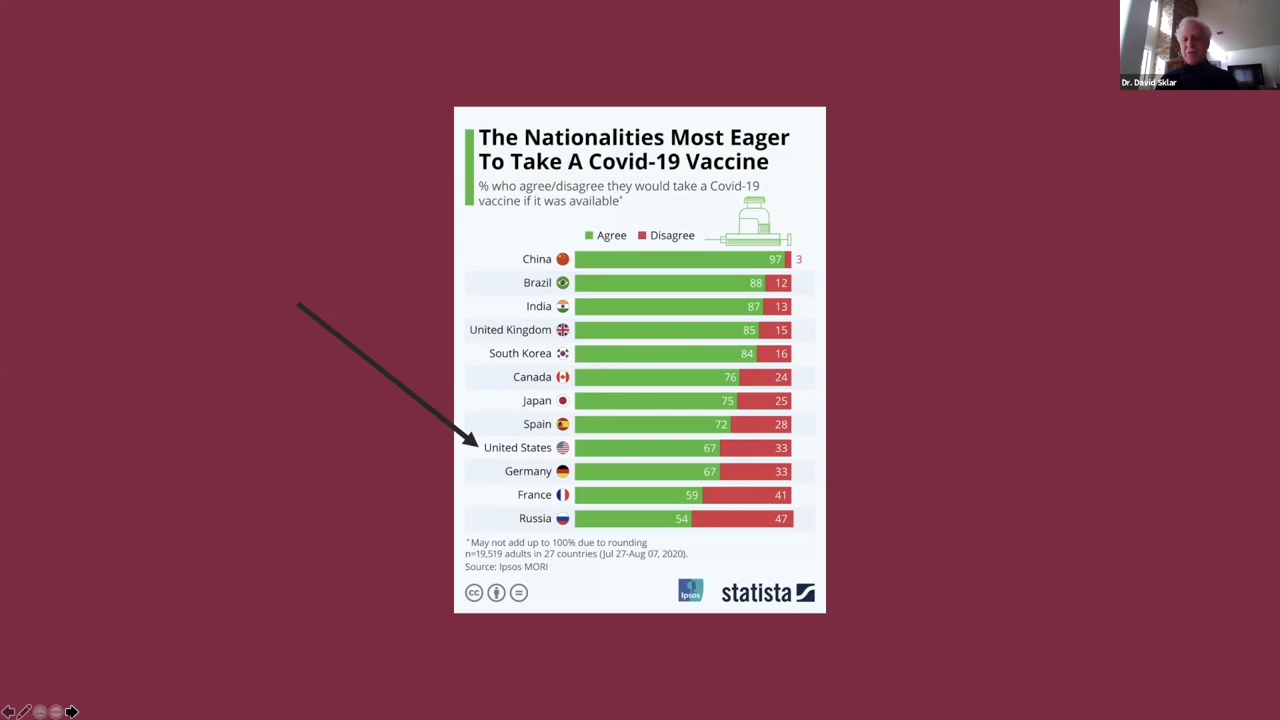 Dr. David Sklar
The Nationalities Most Eager
To Take A Covid-19 Vaccine
% who agree/disagree they would take a Covid-19
vaccine if it was available*
Agree Disagree
China 97 3
Brazil 88 12
India 87 13
United Kingdom 85 15
South Korea 84 16
Canada 76 24
Japan 75 25
Spain 72 28
United States 67 33
Germany 67 33
France 59 41
Russia 54 47
*May not add up to 100% due to rounding
n=19,519 adults in 27 countries (Jul 27-Aug 07, 2020).
Source: Ipsos MORI
cc Ipsos statista